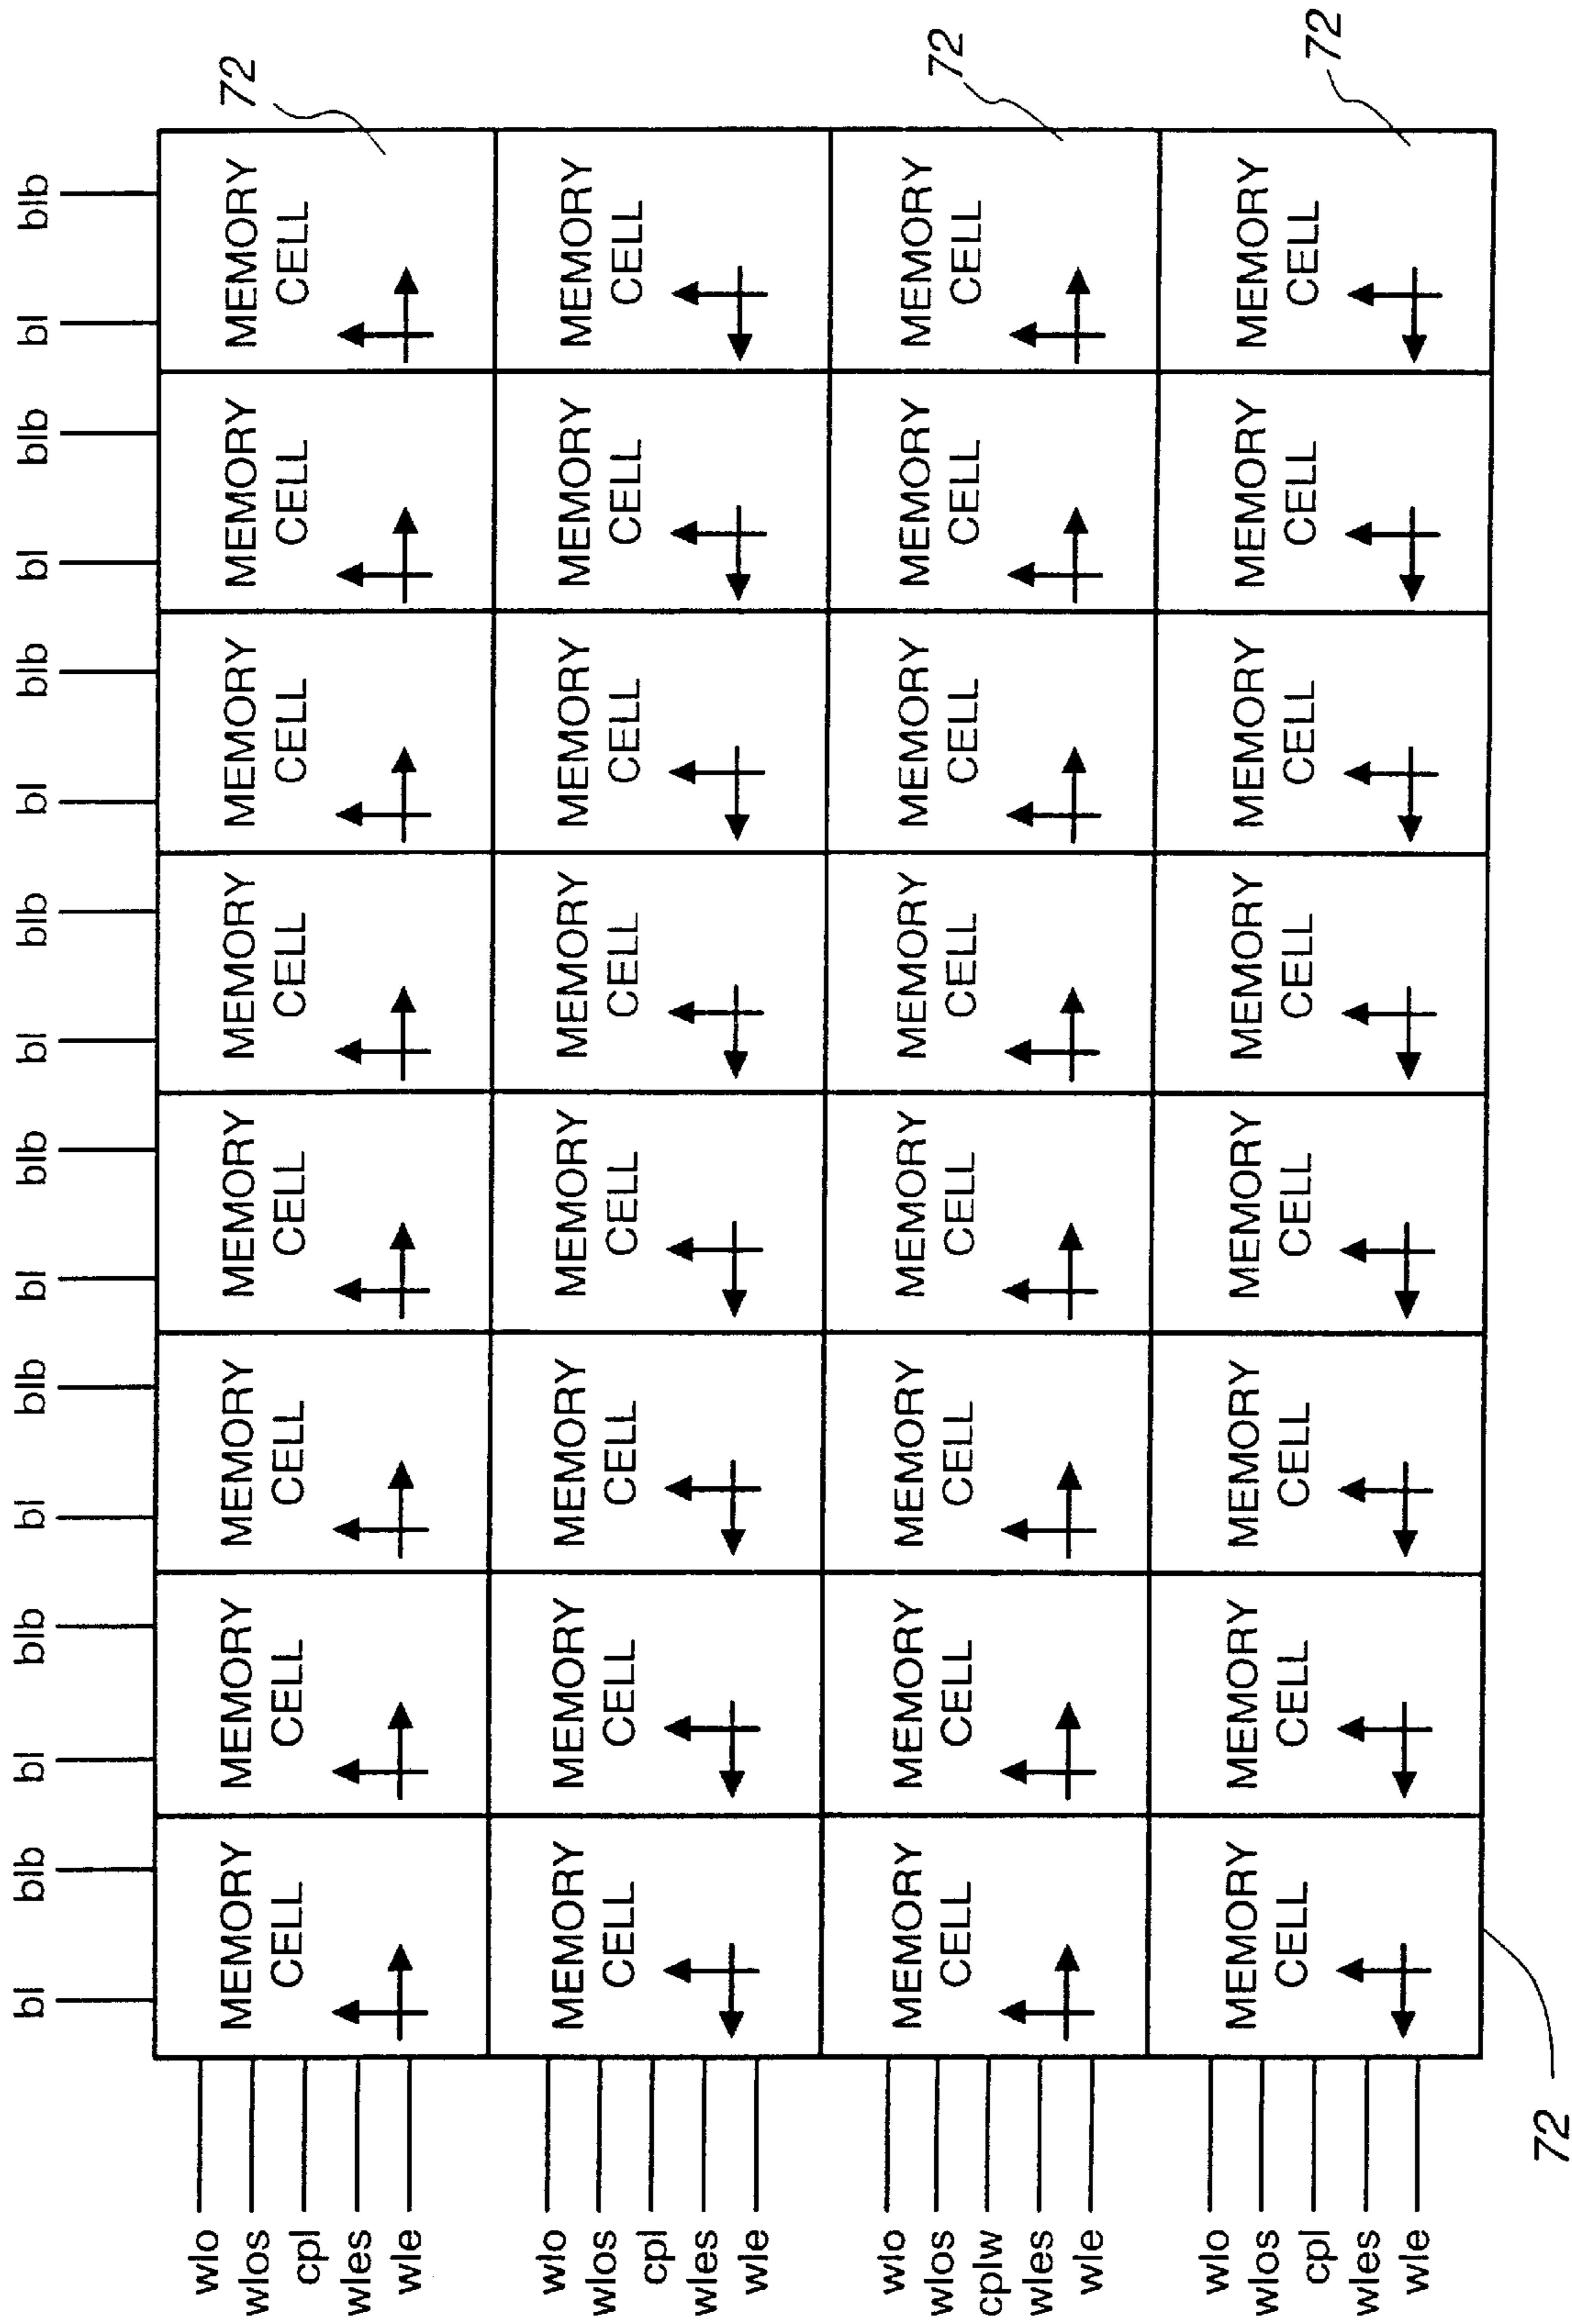 bl blb bl blb bl blb bl blb bl blb bl blb bl blb bl blb
wlo
MEMORY MEMORY MEMORY MEMORY MEMORY MEMORY MEMORY MEMORY 72
wlos
CELL CELL CELL CELL CELL CELL CELL CELL
cpl
wles
wle
wlo
MEMORY MEMORY MEMORY MEMORY MEMORY MEMORY MEMORY MEMORY
wlos
CELL CELL CELL CELL CELL CELL CELL CELL
cpl
wles
wle
wlo
MEMORY MEMORY MEMORY MEMORY MEMORY MEMORY MEMORY MEMORY 72
wlos
CELL CELL CELL CELL CELL CELL CELL CELL
cplw
wles
wle
wlo
MEMORY MEMORY MEMORY MEMORY MEMORY MEMORY MEMORY MEMORY
wlos
CELL CELL CELL CELL CELL CELL CELL CELL
cpl 72
wles
wle
72